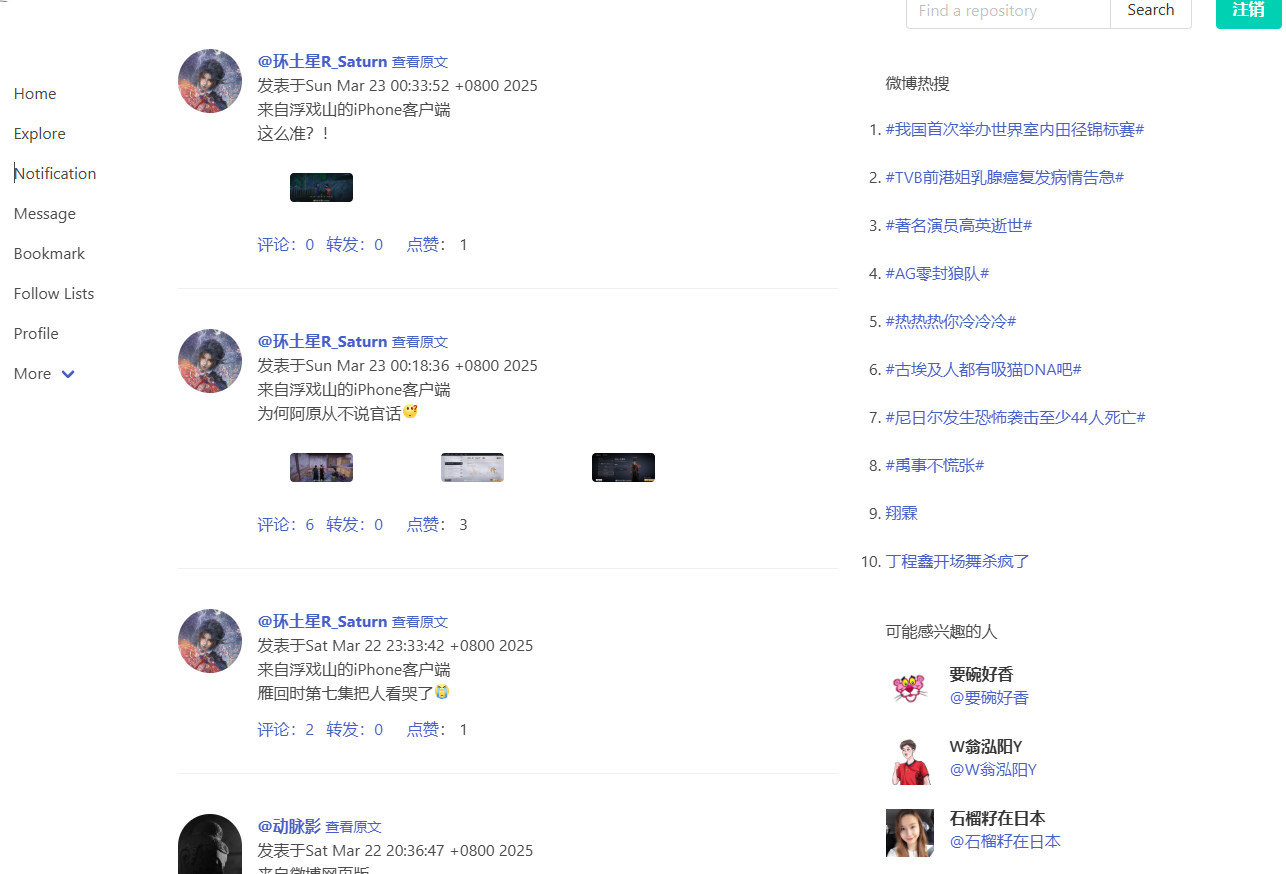 Find a repository
Search
注销
Home
Explore
Notification
Message
Bookmark
Follow Lists
Profile
More
@环土星R_Saturn 查看原文
发表于Sun Mar 23 00:33:52 +0800 2025
来自浮戏山的iPhone客户端
这么准？！
评论：0 转发：0 点赞： 1
@环土星R_Saturn 查看原文
发表于Sun Mar 23 00:18:36 +0800 2025
来自浮戏山的iPhone客户端
为何阿原从不说官话
评论：6 转发：0 点赞： 3
@环土星R_Saturn 查看原文
发表于Sat Mar 22 23:33:42 +0800 2025
来自浮戏山的iPhone客户端
雁回时第七集把人看哭了😭
评论：2 转发：0 点赞： 1
@动脉影 查看原文
发表于Sat Mar 22 20:36:47 +0800 2025
来自微博网页版
微博热搜
1. #我国首次举办世界室内田径锦标赛#
2. #TVB前港姐乳腺癌复发病情告急#
3. #著名演员高英逝世#
4. #AG零封狼队#
5. #热热热你冷冷冷#
6. #古埃及人都有吸猫DNA吧#
7. #尼日尔发生恐怖袭击至少44人死亡#
8. #禹事不慌张#
9. 翔霖
10. 丁程鑫开场舞杀疯了
可能感兴趣的人
要碗好香
@要碗好香
W翁泓阳Y
@W翁泓阳Y
石榴籽在日本
@石榴籽在日本